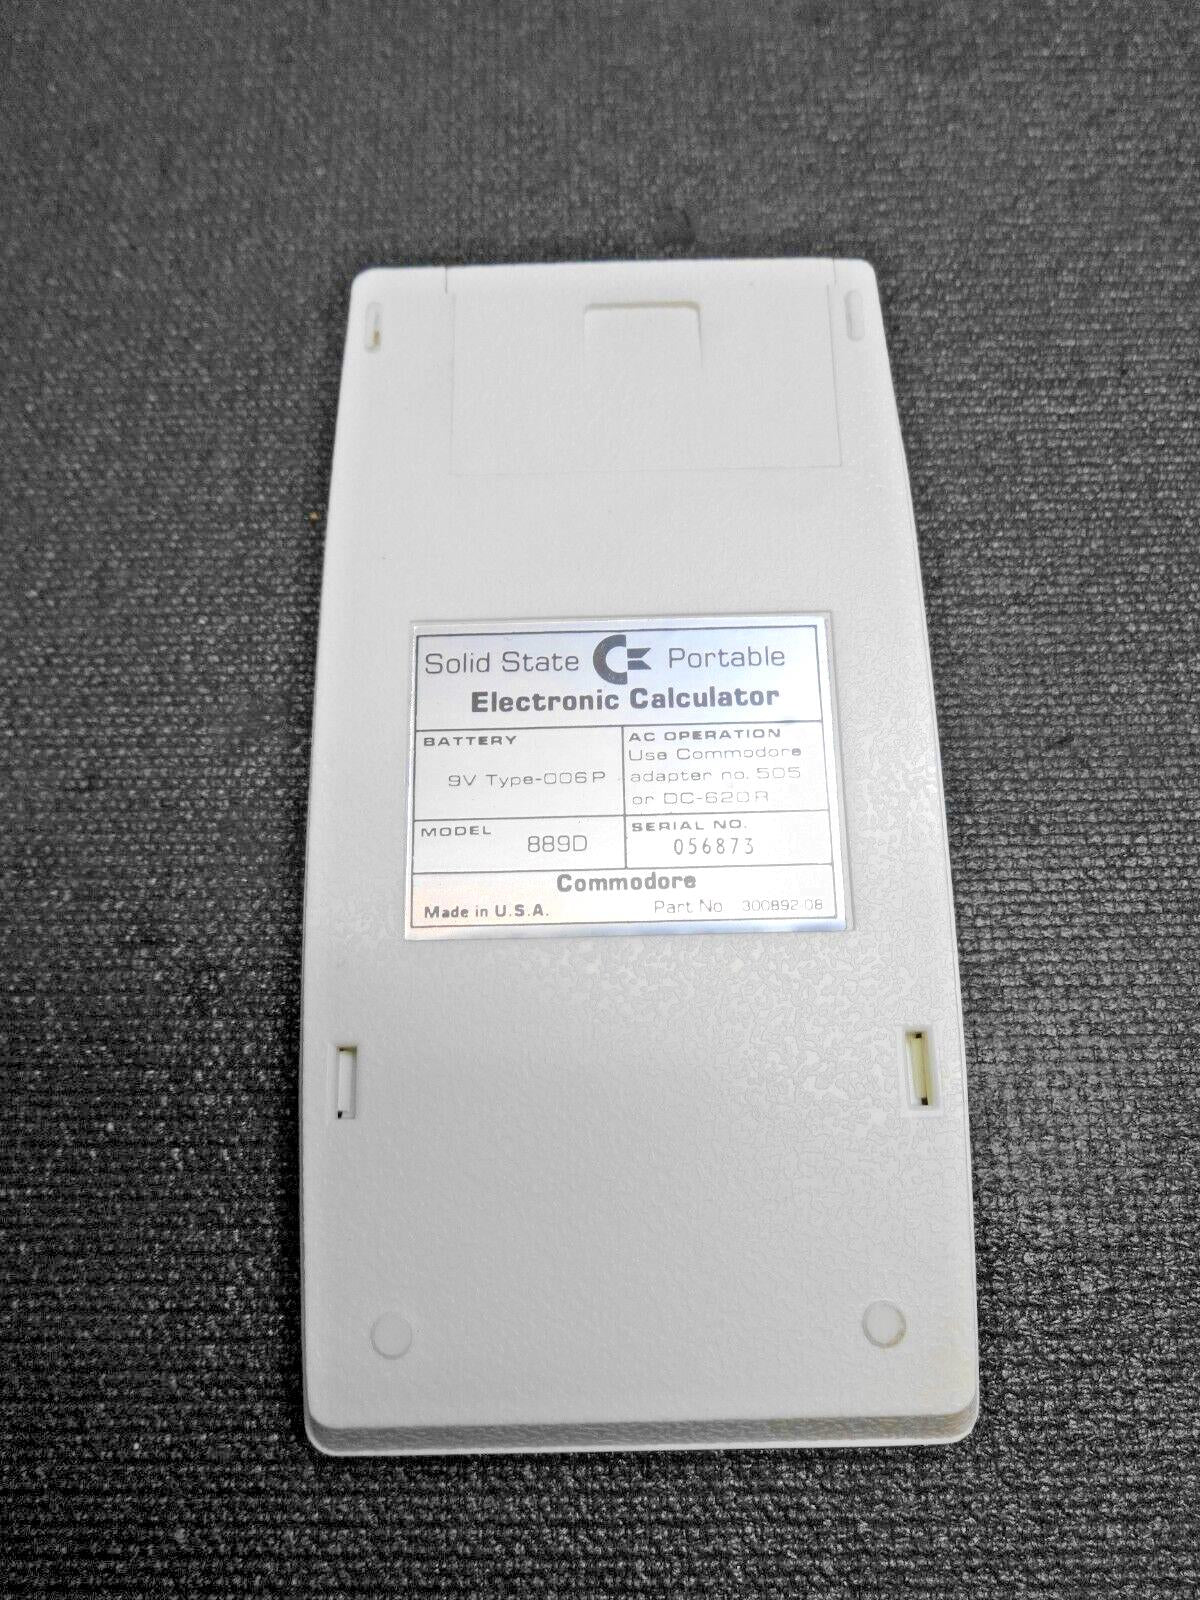 Solid State Portable
Electronic Calculator
BATTERY
9V Type-006P
AC OPERATION
Use Commodore
adapter no. 505
or DC-620R
MODEL
889D
SERIAL NO.
056873
Commodore
Made in U.S.A.
Part No 300892-08